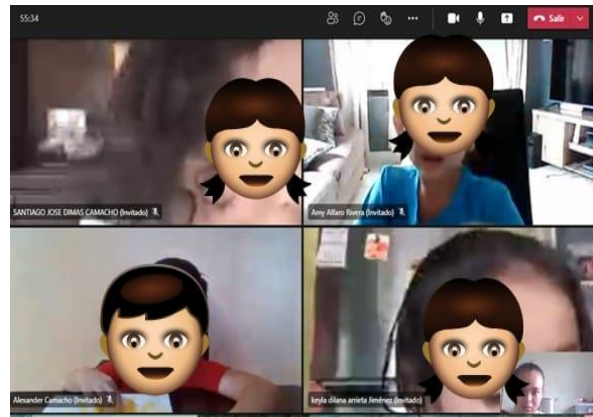 55:34
Salir
SANTIAGO JOSE DIMAS CAMACHO (Invitado)
Amy Alfaro Rivera (Invitado)
Alexander Camacho (Invitado)
keyla dilana arrieta Jiménez (Invitado)